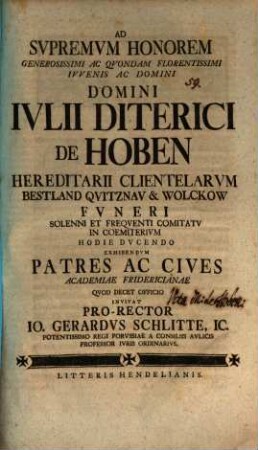 AD
SVPREMVM HONOREM
GENEROSISSIMI AC QVONDAM FLORENTISSIMI
IVVENIS AC DOMINI
59.
DOMINI
IVLII DITERICI
DE HOBEN
HEREDITARII CLIENTELARVM
BESTLAND QVITZNAV & WOLCKOW
FVNERI
SOLENNI ET FREQVENTI COMITATV
IN COEMITERIVM
HODIE DVCENDO
EXHIBENDVM
PATRES AC CIVES
ACADEMIAE FRIDERICIANAE
QVO DECET OFFICIO
INVITAT
PRO-RECTOR
IO. GERARDVS SCHLITTE, IC.
POTENTISSIMO REGI PORVSSIAE A CONSILIIS AVLICIS
PROFESSOR IVRIS ORDINARIVS.
LITTERIS HENDELIANIS.